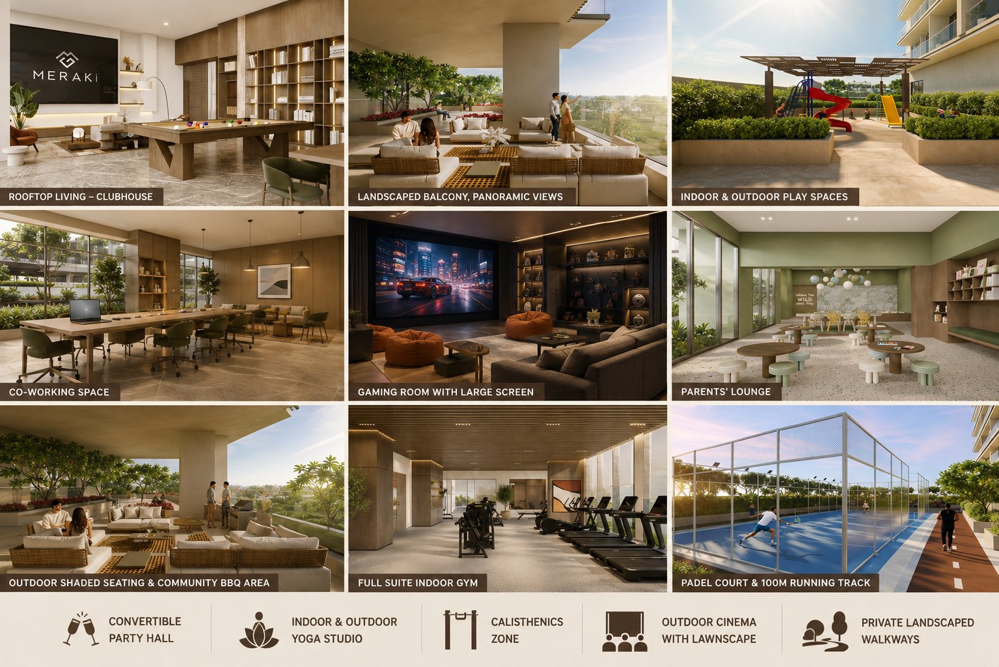 MERAKi
ROOFTOP LIVING – CLUBHOUSE
LANDSCAPED BALCONY, PANORAMIC VIEWS
INDOOR & OUTDOOR PLAY SPACES
CO-WORKING SPACE
GAMING ROOM WITH LARGE SCREEN
WiLD
PARENTS’ LOUNGE
OUTDOOR SHADED SEATING & COMMUNITY BBQ AREA
FULL SUITE INDOOR GYM
PADEL COURT & 100M RUNNING TRACK
CONVERTIBLE
PARTY HALL
INDOOR & OUTDOOR
YOGA STUDIO
CALISTHENICS
ZONE
OUTDOOR CINEMA
WITH LAWNSCAPE
PRIVATE LANDSCAPED
WALKWAYS